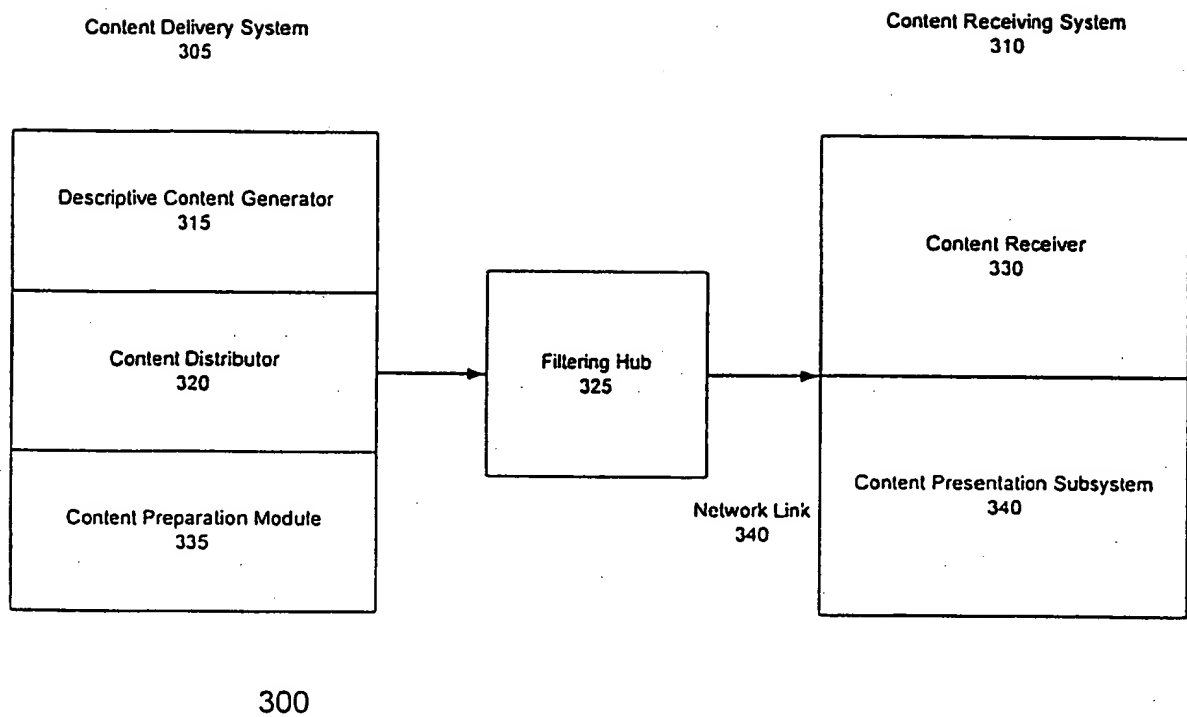 Content Delivery System
305
Content Receiving System
310
Descriptive Content Generator
315
Content Distributor
320
Content Preparation Module
335
Filtering Hub
325
Network Link
340
Content Receiver
330
Content Presentation Subsystem
340
300